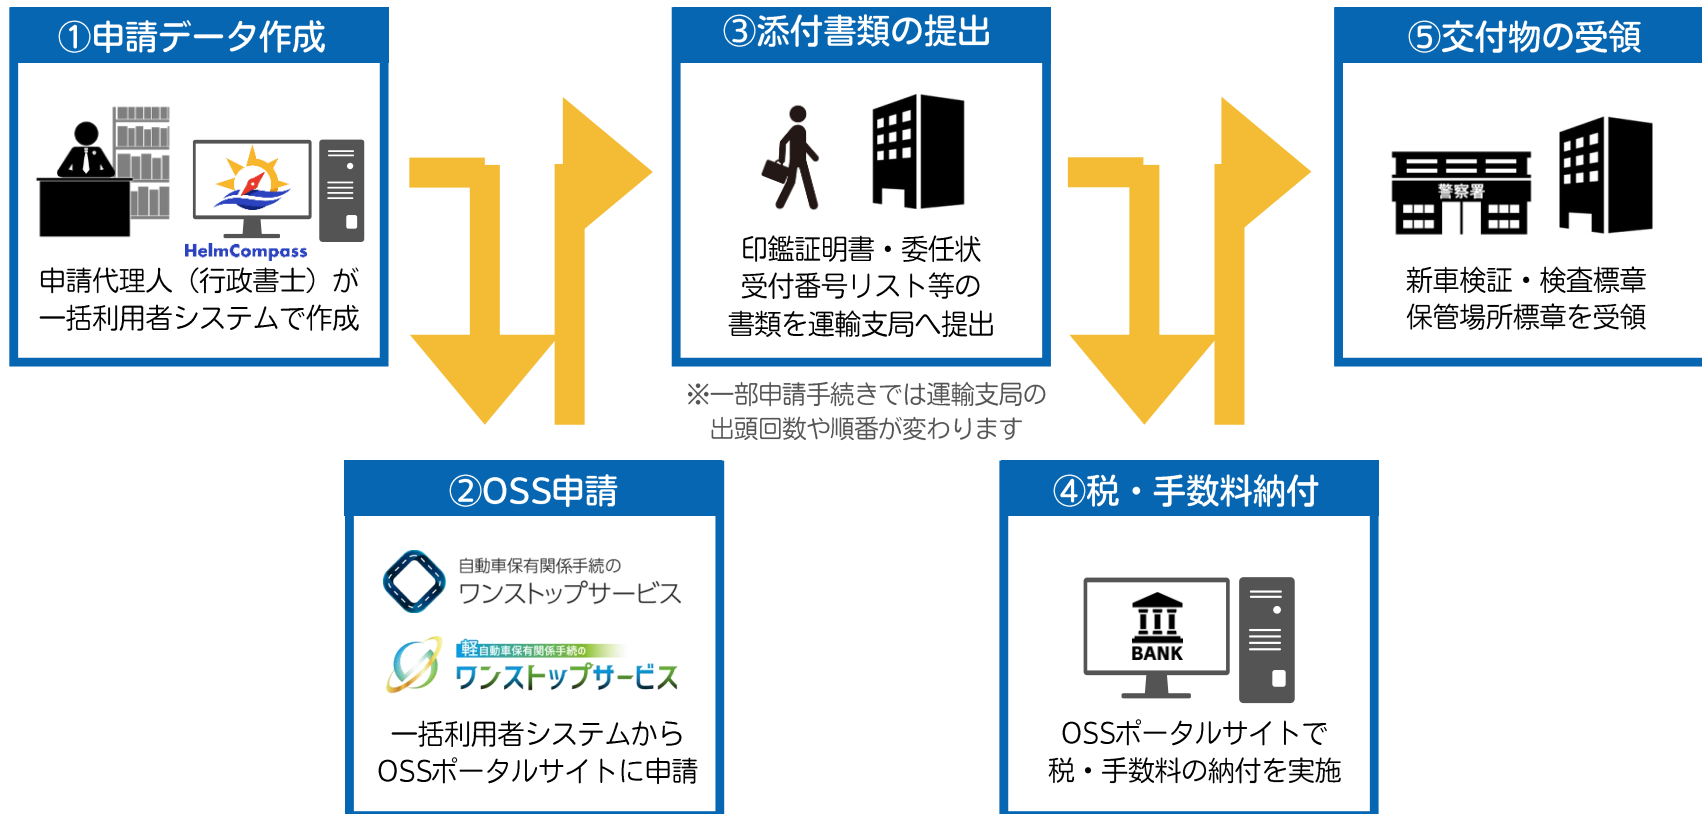 ①申請データ作成
HelmCompass
申請代理人（行政書士）が
一括利用者システムで作成
②OSS申請
自動車保有関係手続の
ワンストップサービス
軽自動車保有関係手続の
ワンストップサービス
一括利用者システムから
OSSポータルサイトに申請
③添付書類の提出
印鑑証明書・委任状
受付番号リスト等の
書類を運輸支局へ提出
※一部申請手続きでは運輸支局の
出頭回数や順番が変わります
④税・手数料納付
BANK
OSSポータルサイトで
税・手数料の納付を実施
⑤交付物の受領
警察署
新車検証・検査標章
保管場所標章を受領